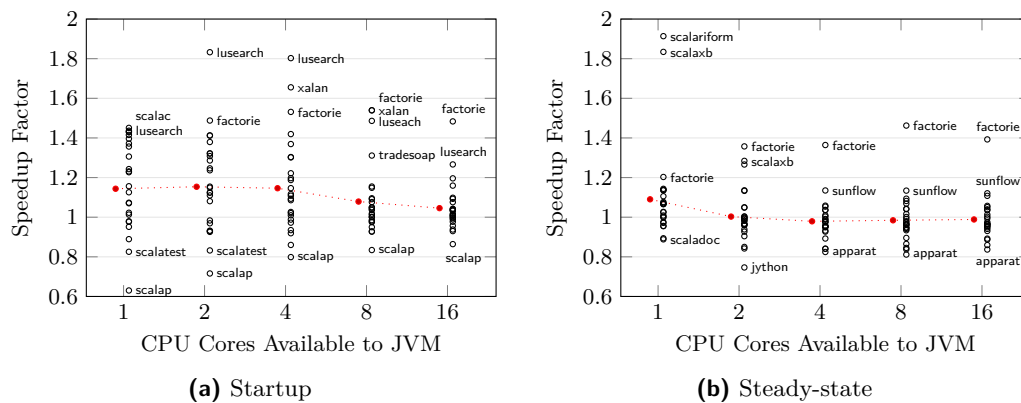 2
1.8
1.6
1.4
1.2
1
0.8
0.6
Speedup Factor
lusearch
lusearch
xalan
factorie
factorie
scalac
lusearch
factorie
xalan
luseach
tradesoap
factorie
lusearch
scalatest
scalap
scalatest
scalap
scalap
scalap
scalap
1 2 4 8 16
CPU Cores Available to JVM
(a) Startup
2
1.8
1.6
1.4
1.2
1
0.8
0.6
Speedup Factor
scalariform
scalaxb
factorie
scaladoc
factorie
scalaxb
jython
factorie
sunflow
apparat
factorie
sunflow
apparat
factorie
sunflow
apparat
1 2 4 8 16
CPU Cores Available to JVM
(b) Steady-state